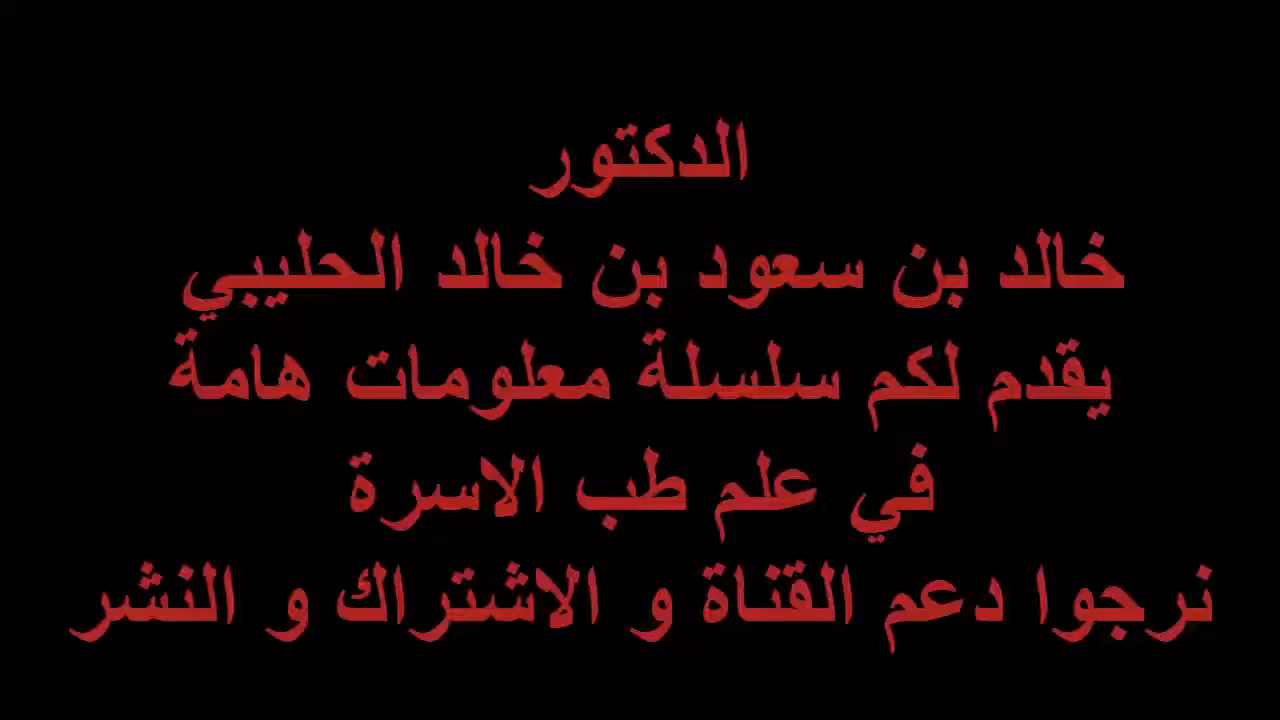 الدكتور
خالد بن سعود بن خالد الحليبي
يقدم لكم سلسلة معلومات هامة
في علم طب الاسرة
نرجوا دعم القناة و الاشتراك و النشر